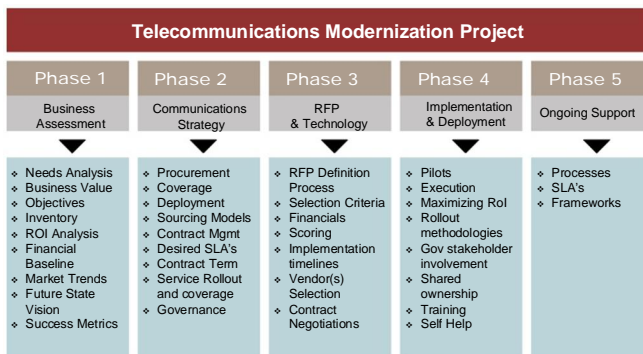 Telecommunications Modernization Project
Phase 1
Business
Assessment
Needs Analysis
Business Value
Objectives
Inventory
ROI Analysis
Financial
Baseline
Market Trends
Future State
Vision
Success Metrics
Phase 2
Communications
Strategy
Procurement
Coverage
Deployment
Sourcing Models
Contract Mgmt
Desired SLA's
Contract Term
Service Rollout
and coverage
Governance
Phase 3
RFP
& Technology
RFP Definition
Process
Selection Criteria
Financials
Scoring
Implementation
timelines
Vendor(s)
Selection
Contract
Negotiations
Phase 4
Implementation
& Deployment
Pilots
Execution
Maximizing RoI
Rollout
methodologies
Gov stakeholder
involvement
Shared
ownership
Training
Self Help
Phase 5
Ongoing Support
Processes
SLA's
Frameworks